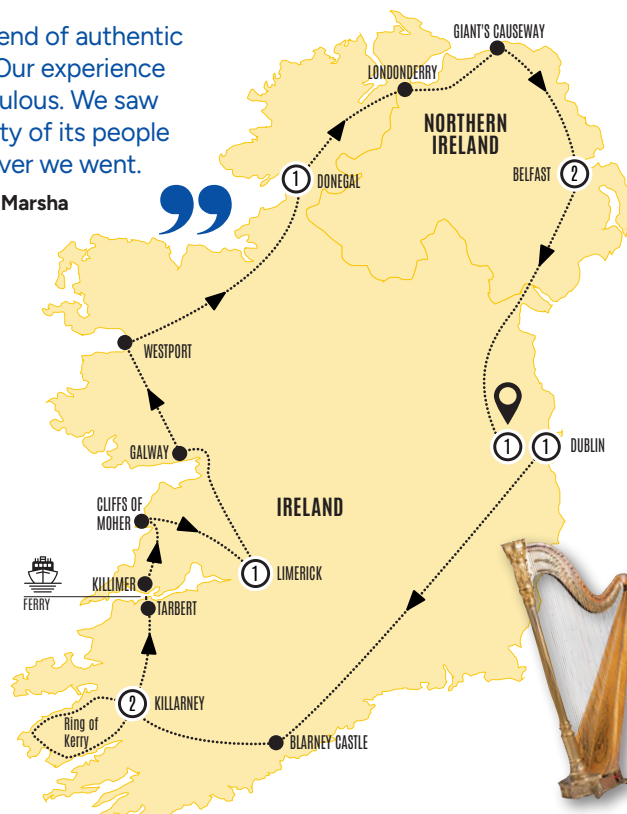 end of authentic
Our experience
ulous. We saw
ty of its people
ver we went.
Marsha
”
GIANT'S CAUSEWAY
LONDONDERRY
NORTHERN
IRELAND
1 DONEGAL
BELFAST 2
WESTPORT
GALWAY
1 1 DUBLIN
CLIFFS OF
MOHER
IRELAND
1 LIMERICK
KILLIMER
FERRY
TARBERT
2 KILLARNEY
Ring of
Kerry
BLARNEY CASTLE